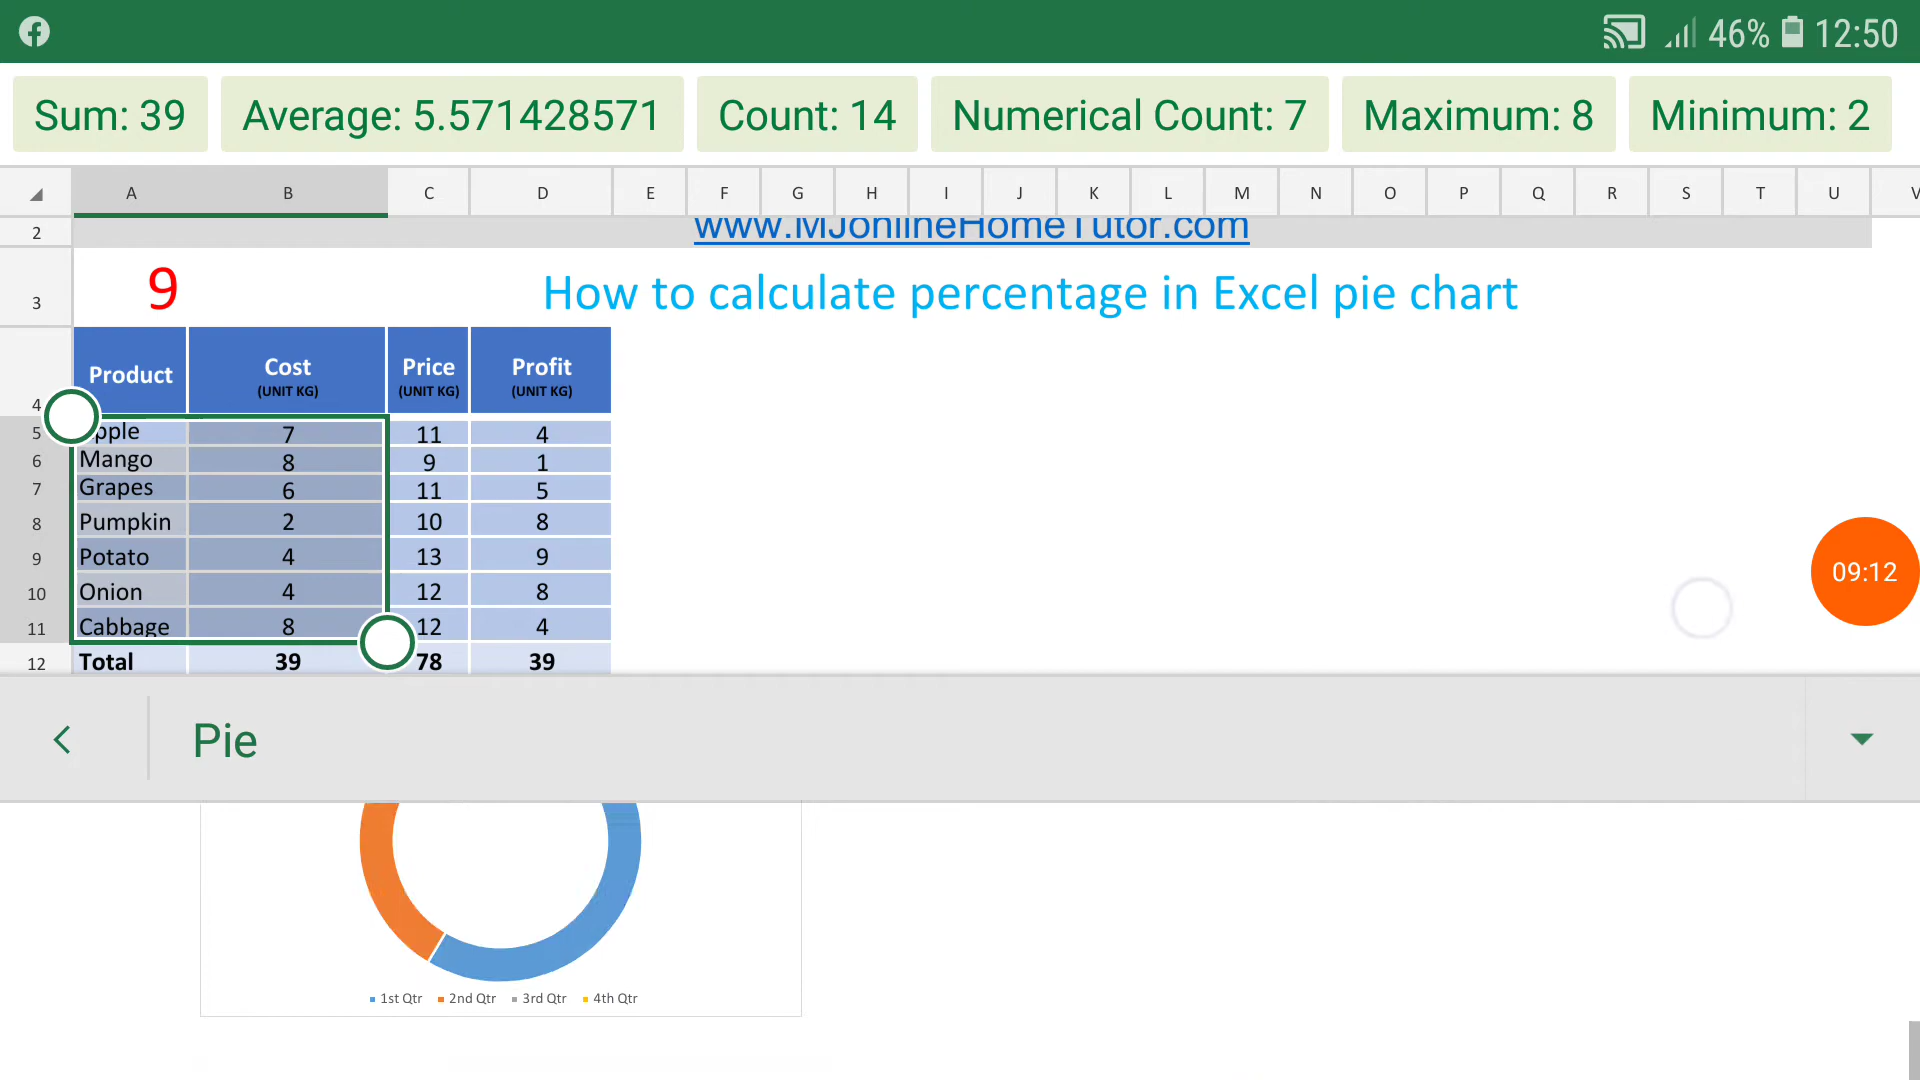 46% 12:50
Sum: 39 Average: 5.571428571 Count: 14 Numerical Count: 7 Maximum: 8 Minimum: 2
A B C D E F G H I J K L M N O P Q R S T U V
2 www.MJonlineHomeTutor.com
3 9 How to calculate percentage in Excel pie chart
Product Cost Price Profit
4 (UNIT KG) (UNIT KG) (UNIT KG)
5 pple 7 11 4
6 Mango 8 9 1
7 Grapes 6 11 5
8 Pumpkin 2 10 8
9 Potato 4 13 9
10 Onion 4 12 8
11 Cabbage 8 12 4
12 Total 39 78 39
09:12
Pie
1st Qtr 2nd Qtr 3rd Qtr 4th Qtr